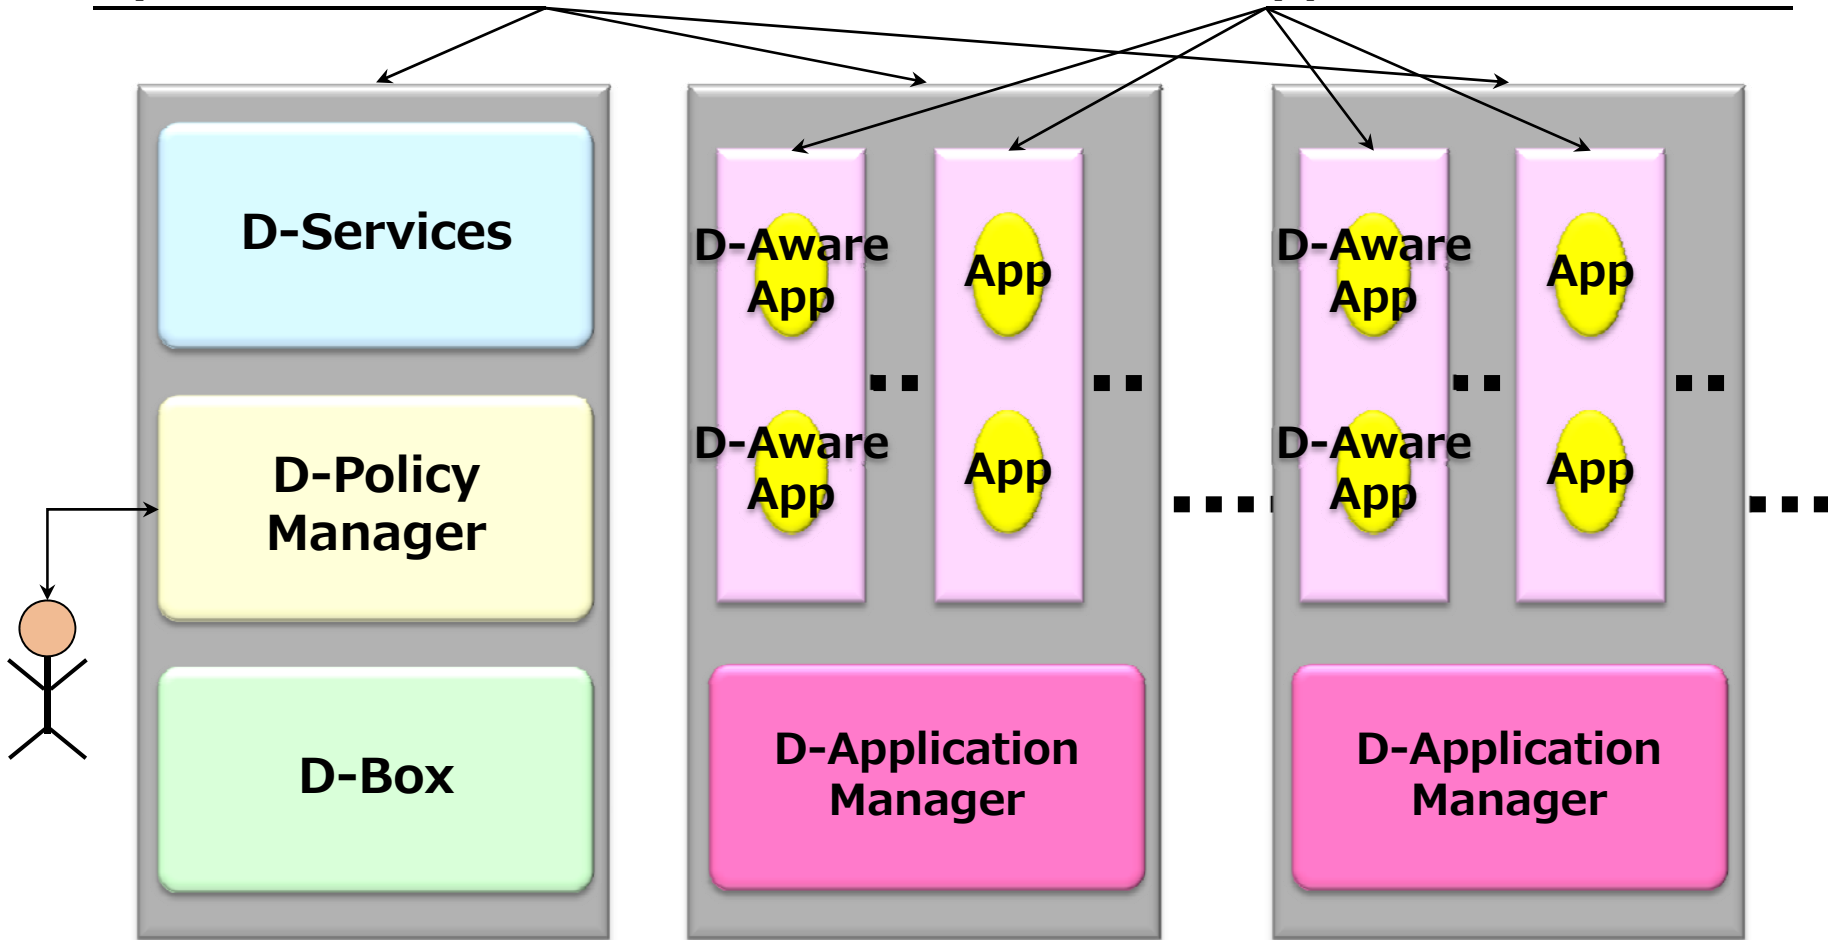 D-Services
D-Policy
Manager
D-Box
D-Aware
App
App
D-Aware
App
App
D-Application
Manager
D-Aware
App
App
D-Aware
App
App
D-Application
Manager